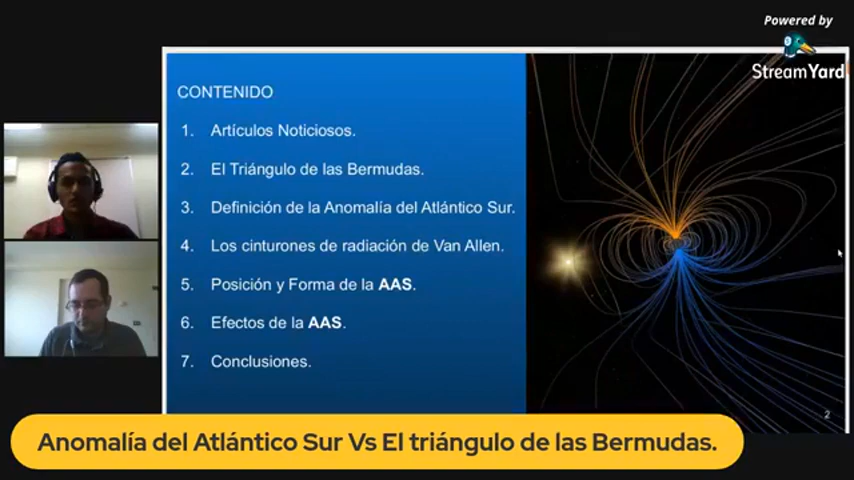 Powered by
StreamYard
CONTENIDO
1. Artículos Noticiosos.
2. El Triángulo de las Bermudas.
3. Definición de la Anomalía del Atlántico Sur.
4. Los cinturones de radiación de Van Allen.
5. Posición y Forma de la AAS.
6. Efectos de la AAS.
7. Conclusiones.
2
Anomalía del Atlántico Sur Vs El triángulo de las Bermudas.